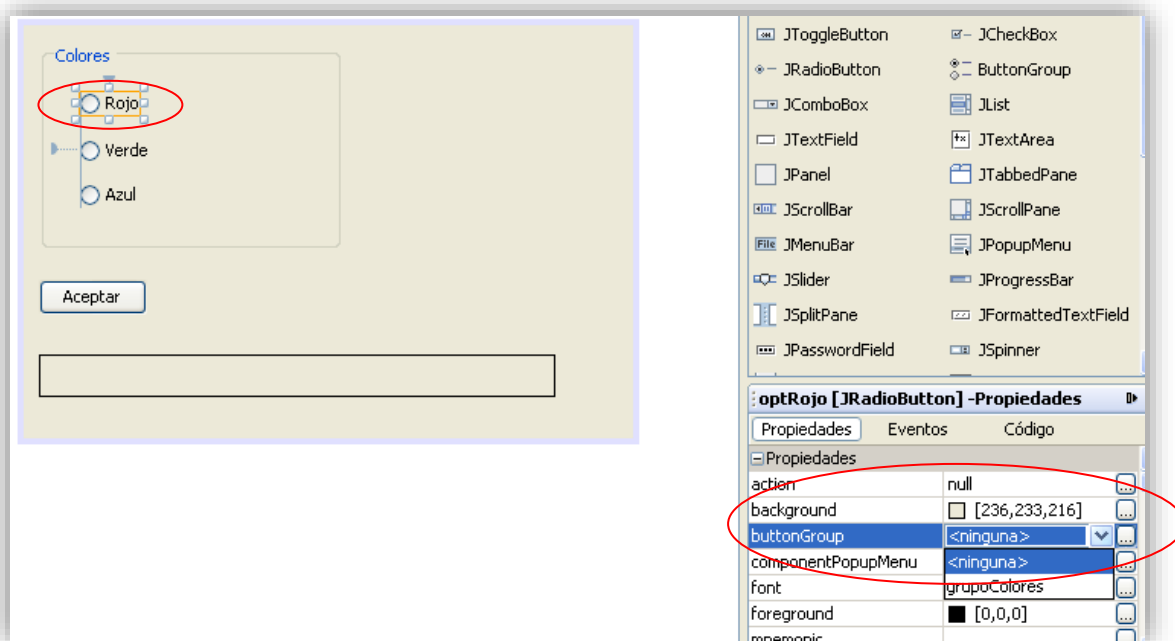 Colores
Rojo
Verde
Azul
Aceptar
JToggleButton JCheckBox
JRadioButton ButtonGroup
JComboBox JList
JTextField JTextArea
JPanel JTabbedPane
JScrollBar JScrollPane
File JMenuBar JPopupMenu
JSlider JProgressBar
JSplitPane JFormattedTextField
JPasswordField JSpinner
optRojo [JRadioButton] -Propiedades
Propiedades Eventos Código
Propiedades
action null ...
background [236,233,216] ...
buttonGroup <ninguna> ...
componentPopupMenu <ninguna> ...
font grupoColores ...
foreground [0,0,0] ...
mnemonic